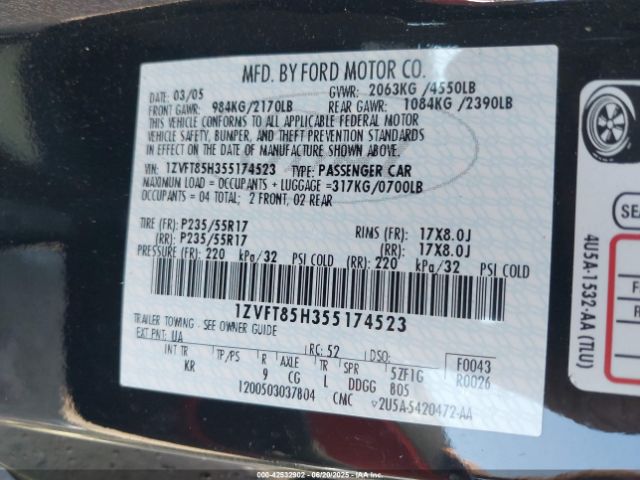 MFD. BY FORD MOTOR CO.
DATE: 03/05 GVWR: 2063KG /4550LB
FRONT GAWR: 984KG/2170LB REAR GAWR: 1084KG /2390LB
THIS VEHICLE CONFORMS TO ALL APPLICABLE FEDERAL MOTOR
VEHICLE SAFETY, BUMPER, AND THEFT PREVENTION STANDARDS
IN EFFECT ON THE DATE OF MANUFACTURE SHOWN ABOVE.
VIN: 1ZVFT85H355174523 TYPE: PASSENGER CAR
MAXIMUM LOAD = OCCUPANTS + LUGGAGE =317KG/0700LB
OCCUPANTS = 04 TOTAL; 2 FRONT, 02 REAR
TIRE (FR): P235/55R17 RIMS (FR): 17X8.0J
(RR): P235/55R17 (RR): 17X8.0J
PRESSURE (FR): 220 kPa/32 PSI COLD (RR): 220 kPa/32 PSI COLD
1ZVFT85H355174523
TRAILER TOWING - SEE OWNER GUIDE
EXT PNT: UA RC: 52 DSO:
INT TR TP/PS R AXLE TR SPR 5ZF1G F0043
KR 9 CG L DDGG 805 R0026
1200503037804 CMC 2U5A-5420472-AA
4U5A-1532-AA (TLU)
000-42532902 - 06/20/2025 - IAA